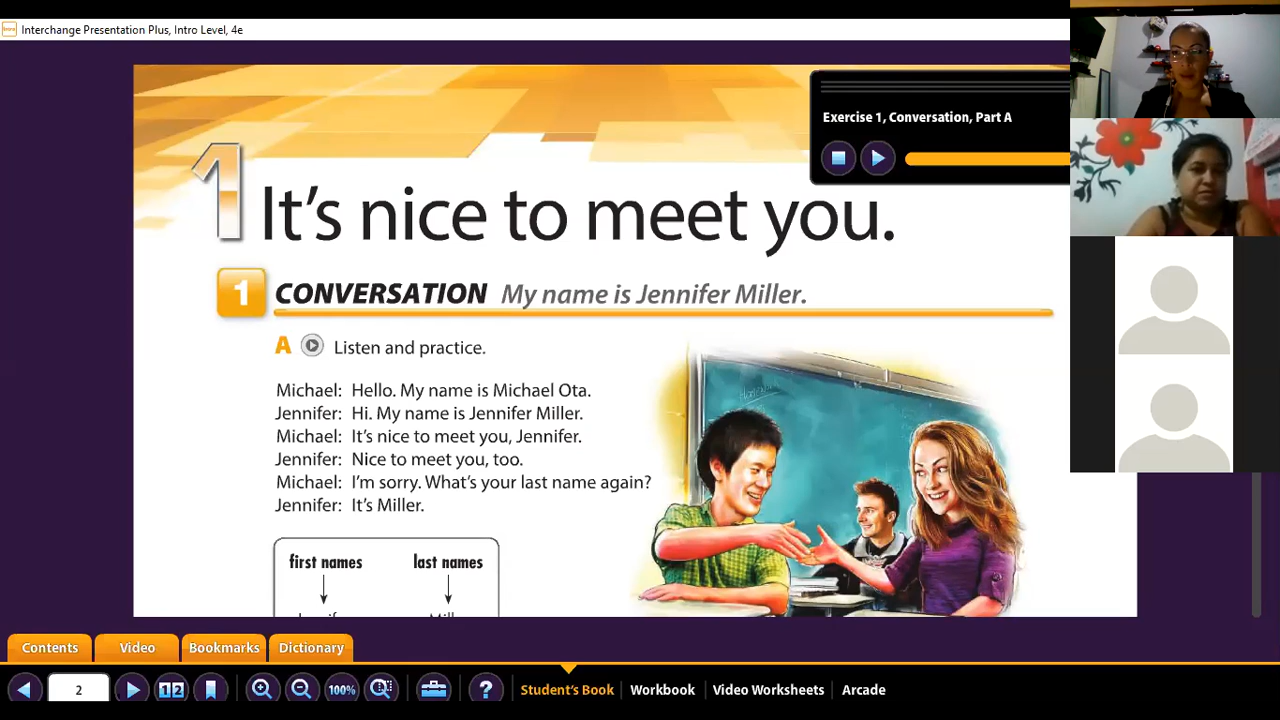 Interchange Presentation Plus, Intro Level, 4e
Exercise 1, Conversation, Part A
1 It's nice to meet you.
1 CONVERSATION My name is Jennifer Miller.
A Listen and practice.
Michael: Hello. My name is Michael Ota.
Jennifer: Hi. My name is Jennifer Miller.
Michael: It's nice to meet you, Jennifer.
Jennifer: Nice to meet you, too.
Michael: I'm sorry. What's your last name again?
Jennifer: It's Miller.
first names last names
Contents Video Bookmarks Dictionary
2 12 100% ? Student's Book Workbook Video Worksheets Arcade